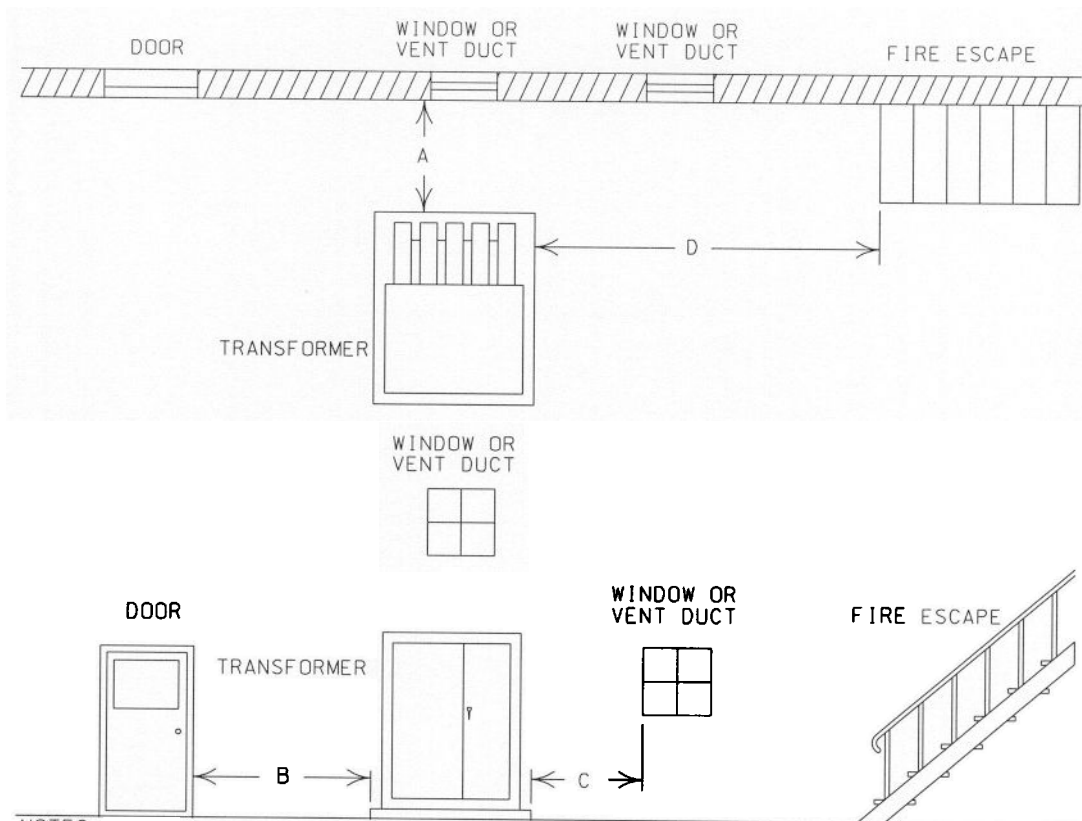 DOOR
WINDOW OR
VENT DUCT
WINDOW OR
VENT DUCT
FIRE ESCAPE
A
D
TRANSFORMER
WINDOW OR
VENT DUCT
DOOR
WINDOW OR
VENT DUCT
FIRE ESCAPE
TRANSFORMER
B
C